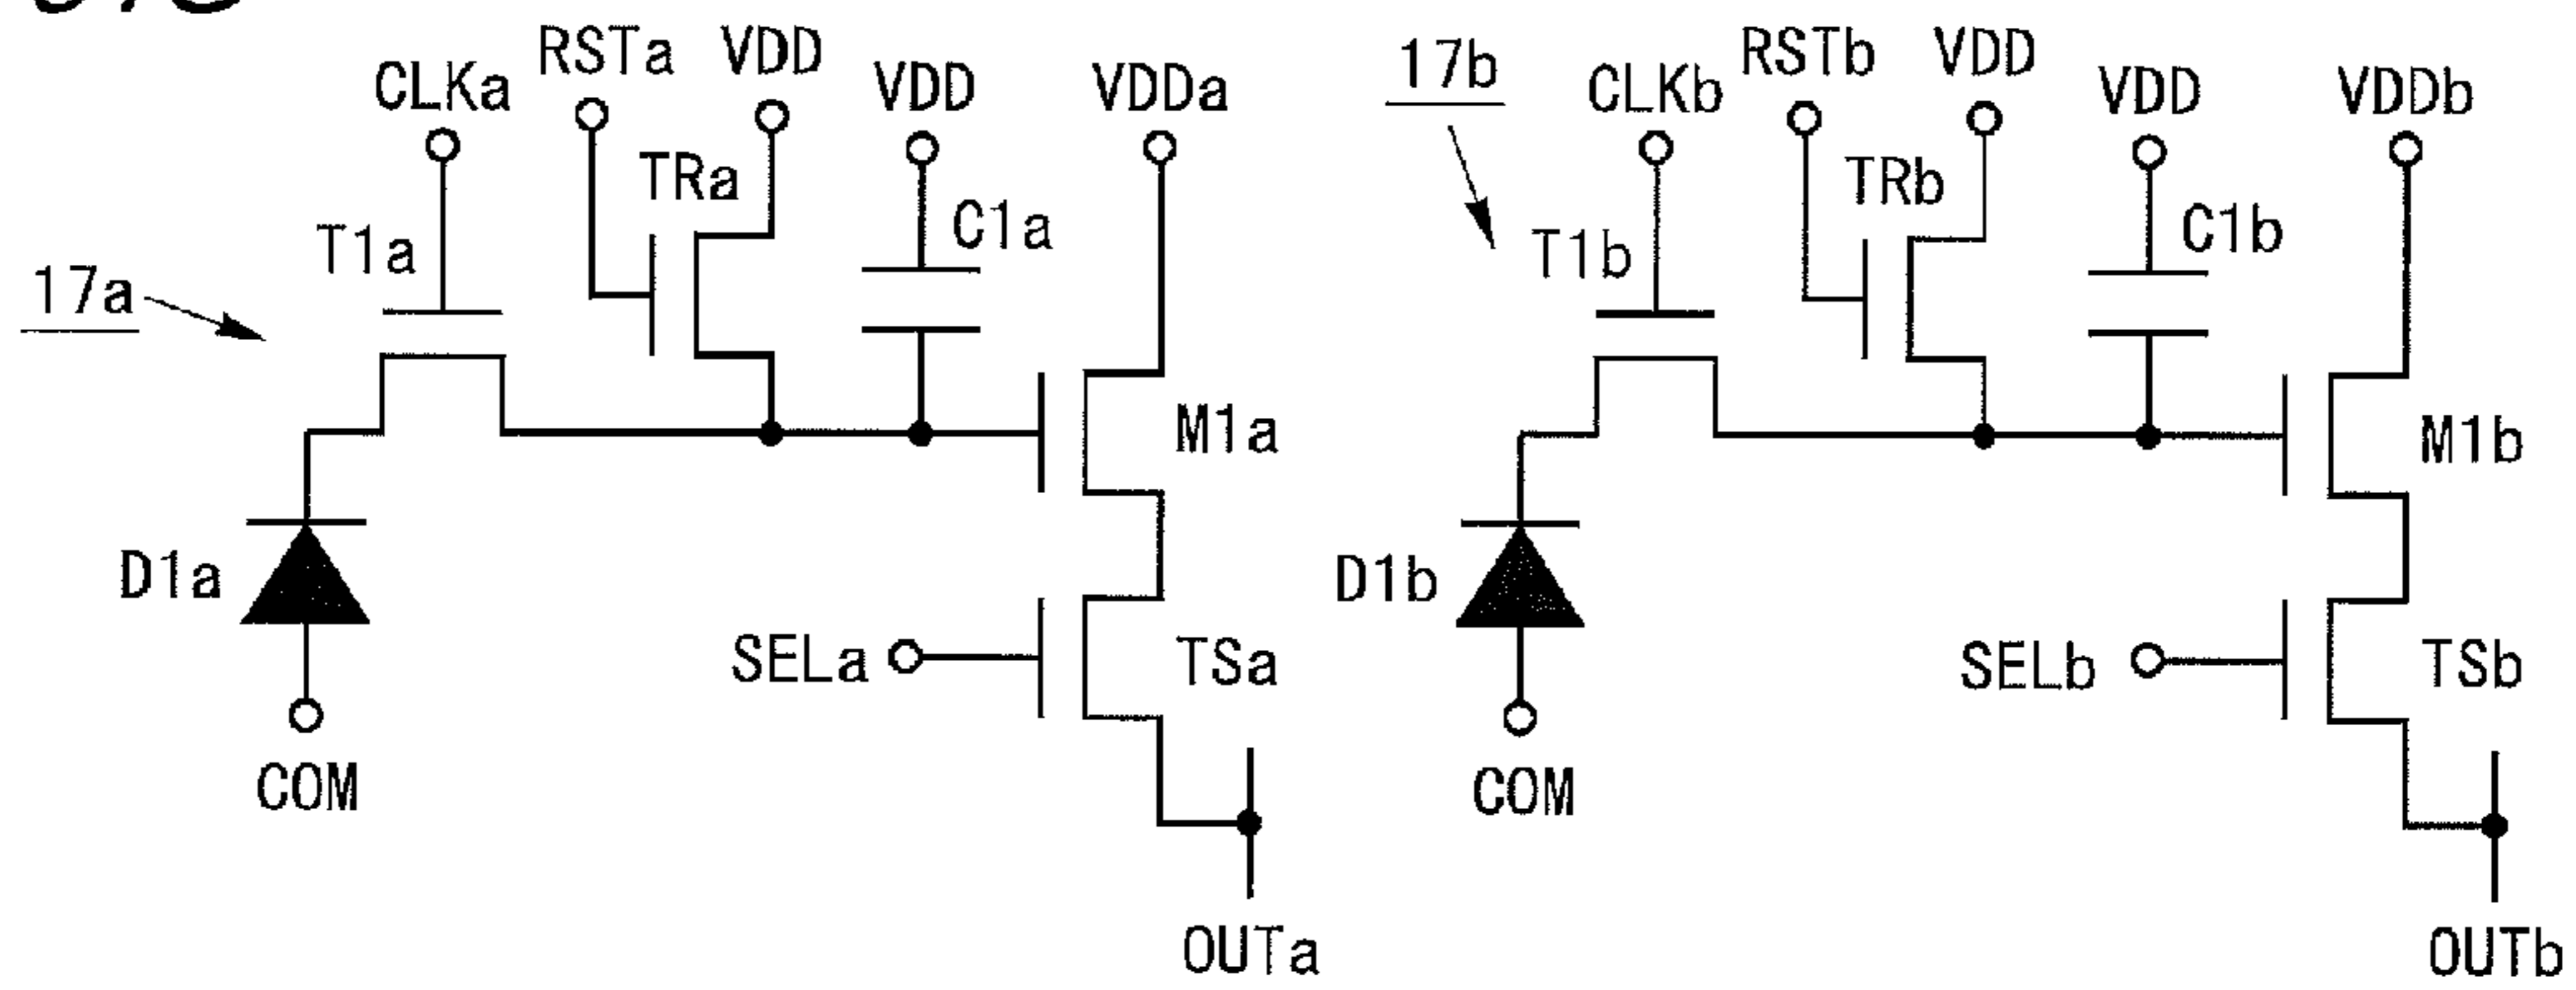 RSTa
VDD
CLKa
VDD
VDDa
TRa
T1a
C1a
17a
M1a
D1a
SELa
TSa
COM
OUTa
17b
RSTb
VDD
CLKb
VDD
VDDb
TRb
T1b
C1b
M1b
D1b
SELb
TSb
COM
OUTb